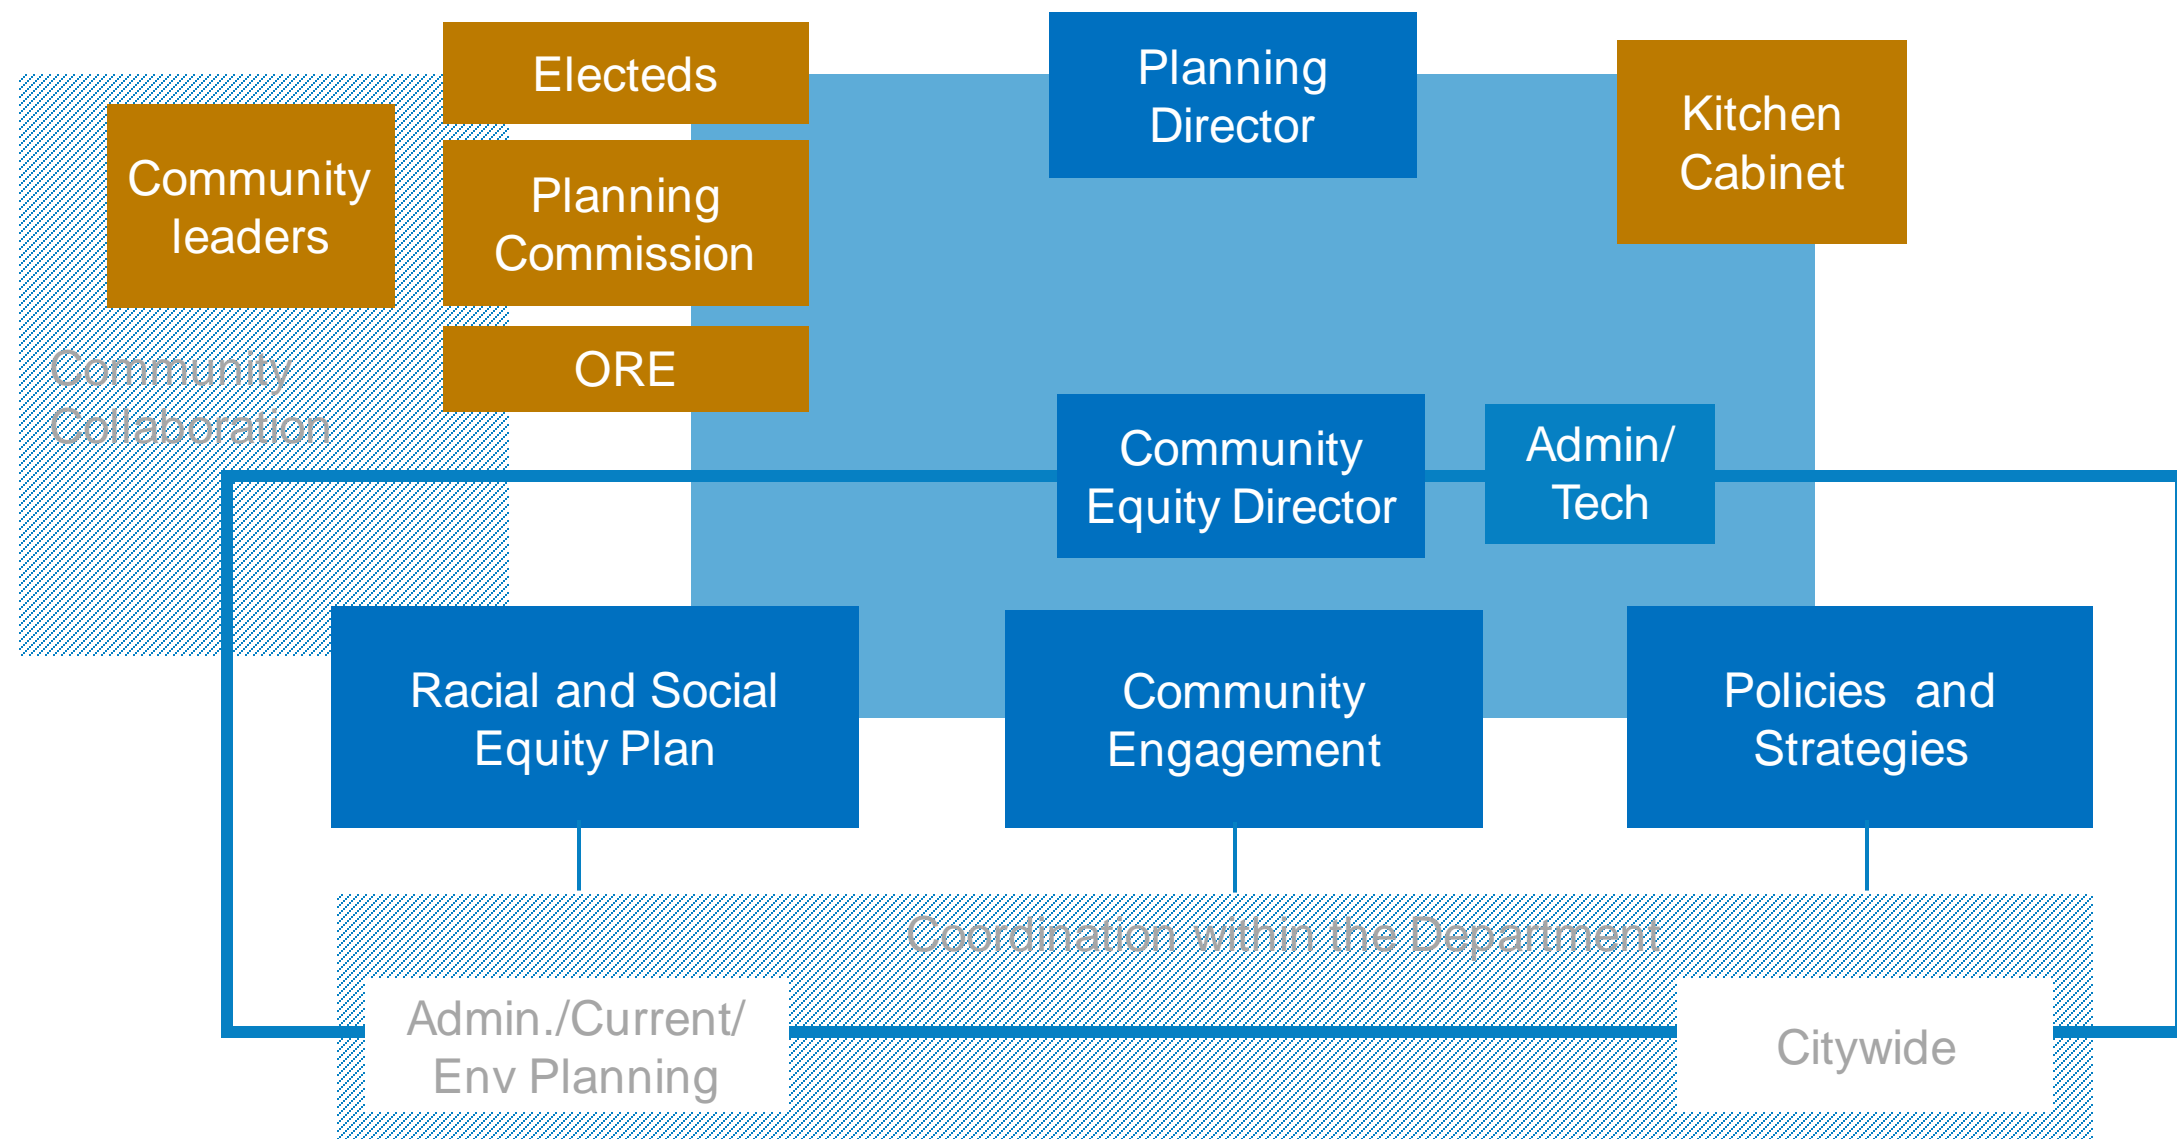 Electeds
Planning
Director
Kitchen
Cabinet
Community
leaders
Planning
Commission
ORE
Community
Collaboration
Community
Equity Director
Admin/
Tech
Racial and Social
Equity Plan
Community
Engagement
Policies and
Strategies
Coordination within the Department
Admin./Current/
Env Planning
Citywide